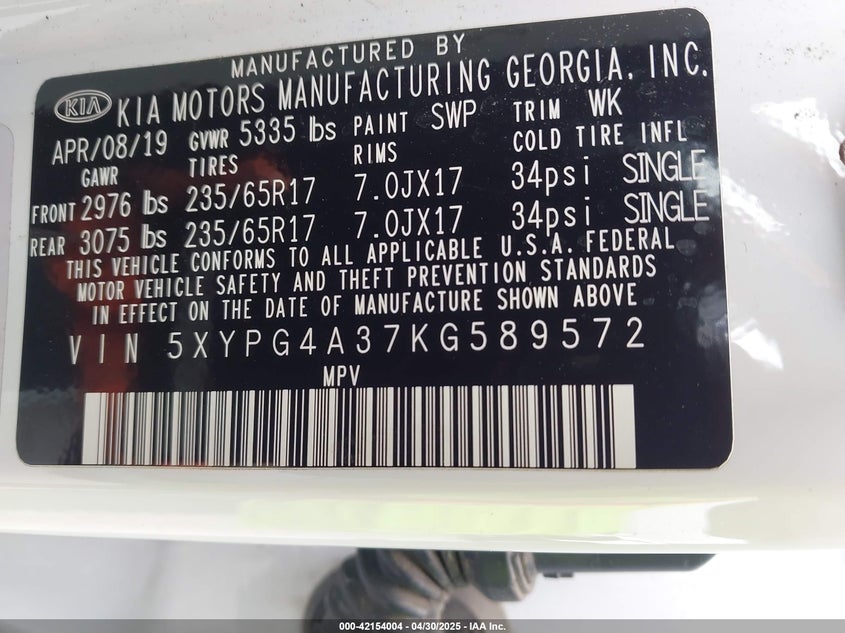 MANUFACTURED BY
KIA KIA MOTORS MANUFACTURING GEORGIA, INC.
APR/08/19 GVWR 5335 lbs PAINT SWP TRIM WK
GAWR TIRES RIMS COLD TIRE INFL
FRONT 2976 lbs 235/65R17 7.0JX17 34psi SINGLE
REAR 3075 lbs 235/65R17 7.0JX17 34psi SINGLE
THIS VEHICLE CONFORMS TO ALL APPLICABLE U.S.A. FEDERAL
MOTOR VEHICLE SAFETY AND THEFT PREVENTION STANDARDS
IN EFFECT ON THE DATE OF MANUFACTURE SHOWN ABOVE
VIN 5XYPG4A37KG589572
MPV
000-42154004 - 04/30/2025 - IAA Inc.